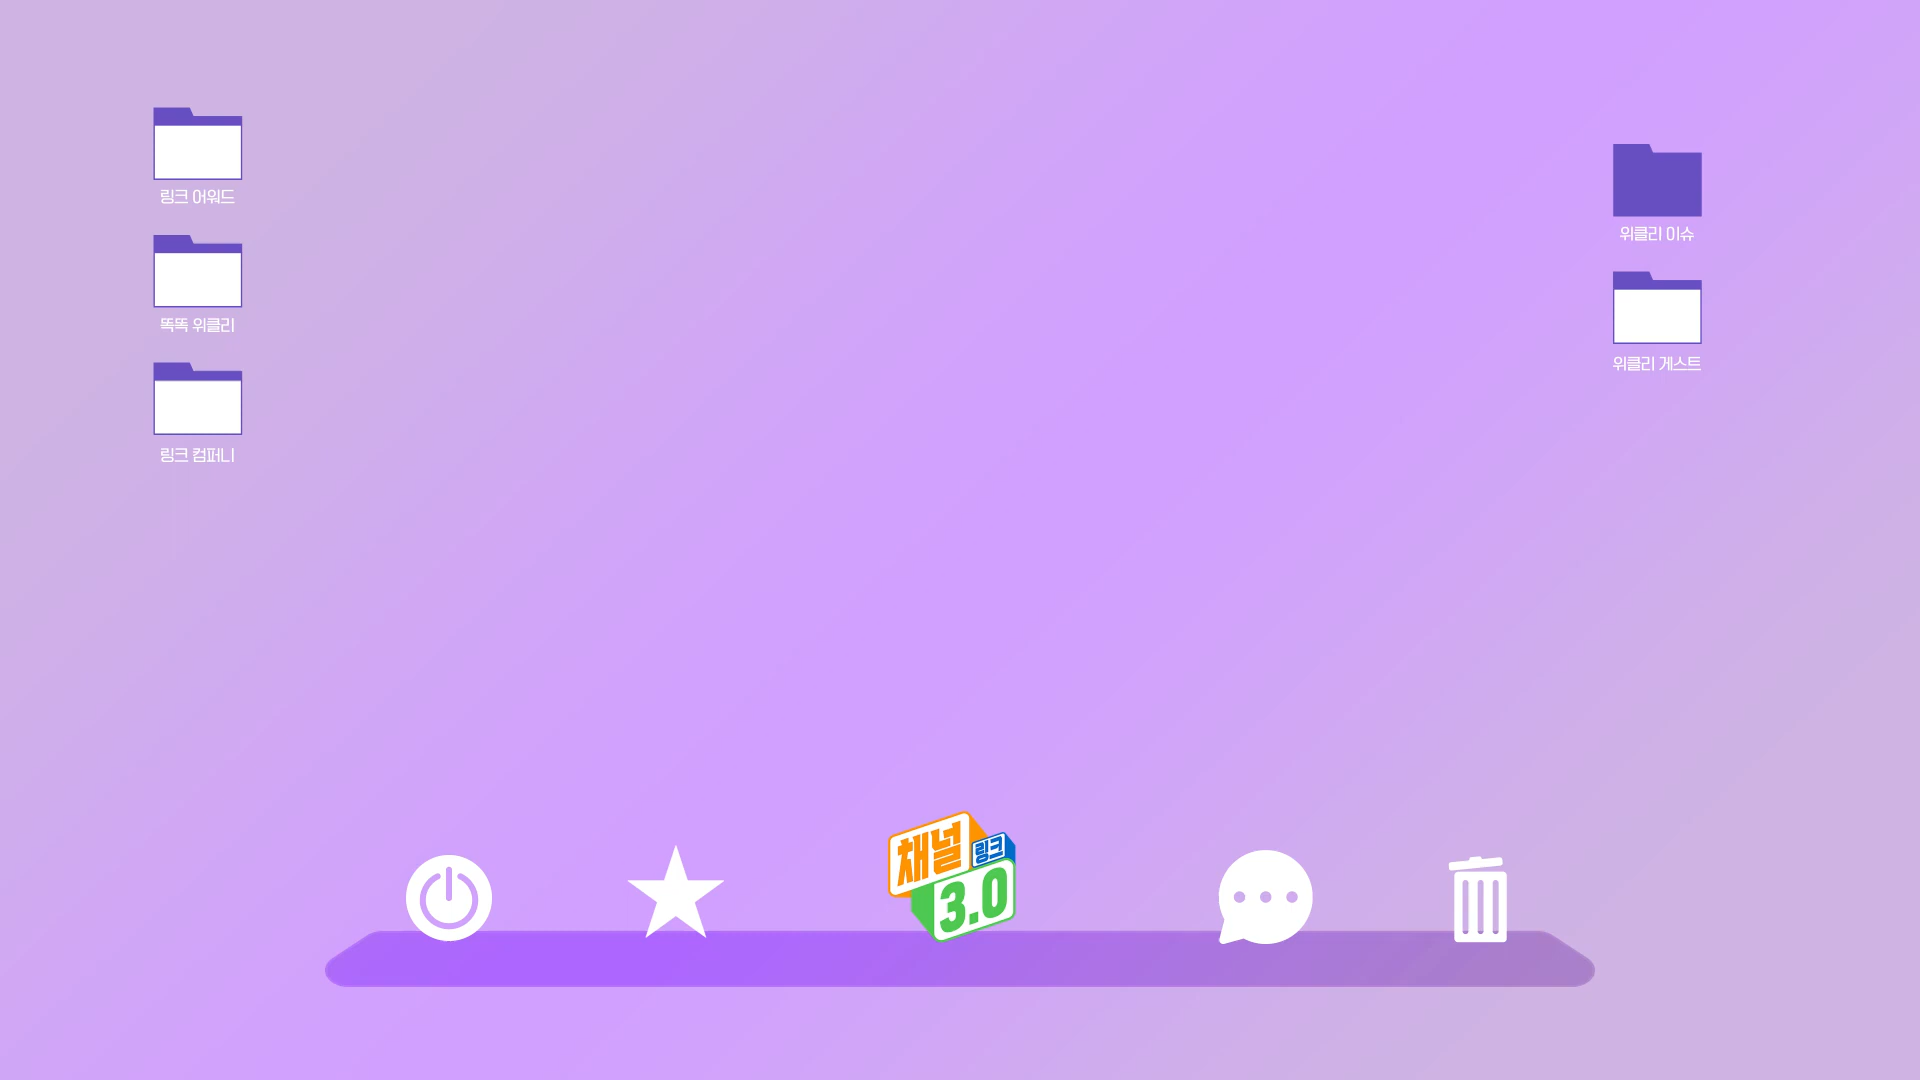 링크 어워드
똑똑 위클리
링크 컴퍼니
위클리 이슈
위클리 게스트
채널
링크
3.0